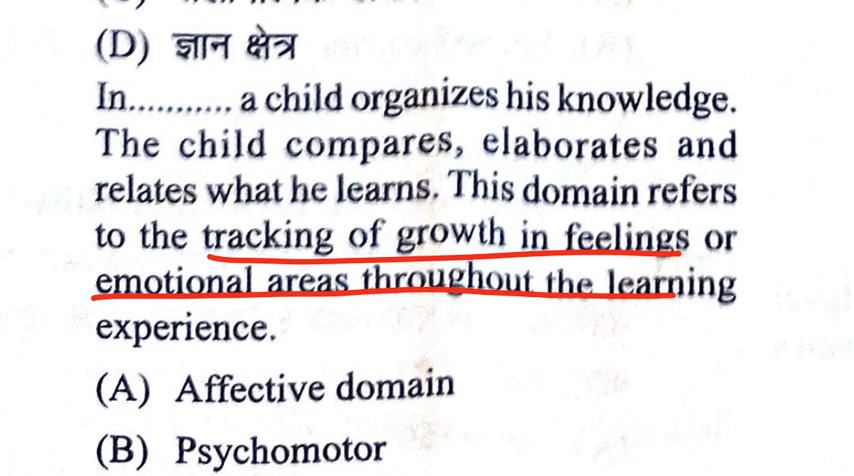 (D) ज्ञान क्षेत्र
In........... a child organizes his knowledge.
The child compares, elaborates and
relates what he learns. This domain refers
to the tracking of growth in feelings or
emotional areas throughout the learning
experience.
(A) Affective domain
(B) Psychomotor